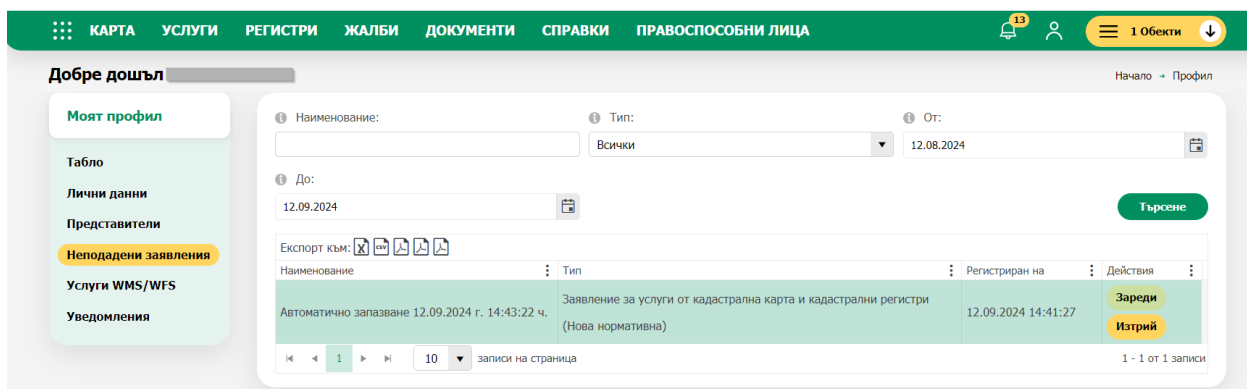 КАРТА УСЛУГИ РЕГИСТРИ ЖАЛБИ ДОКУМЕНТИ СПРАВКИ ПРАВОСПОСОБНИ ЛИЦА 13 1 Обекти
Добре дошъл
Начало → Профил
Моят профил
Табло
Лични данни
Представители
Неподадени заявления
Услуги WMS/WFS
Уведомления
Наименование: Тип: От:
Всички 12.08.2024
До:
12.09.2024
Търсене
Експорт към:
Наименование Тип Регистриран на Действия
Автоматично запазване 12.09.2024 г. 14:43:22 ч. Заявление за услуги от кадастрална карта и кадастрални регистри
(Нова нормативна) 12.09.2024 14:41:27 Зареди
Изтрий
1 10 записи на страница 1 - 1 от 1 записи